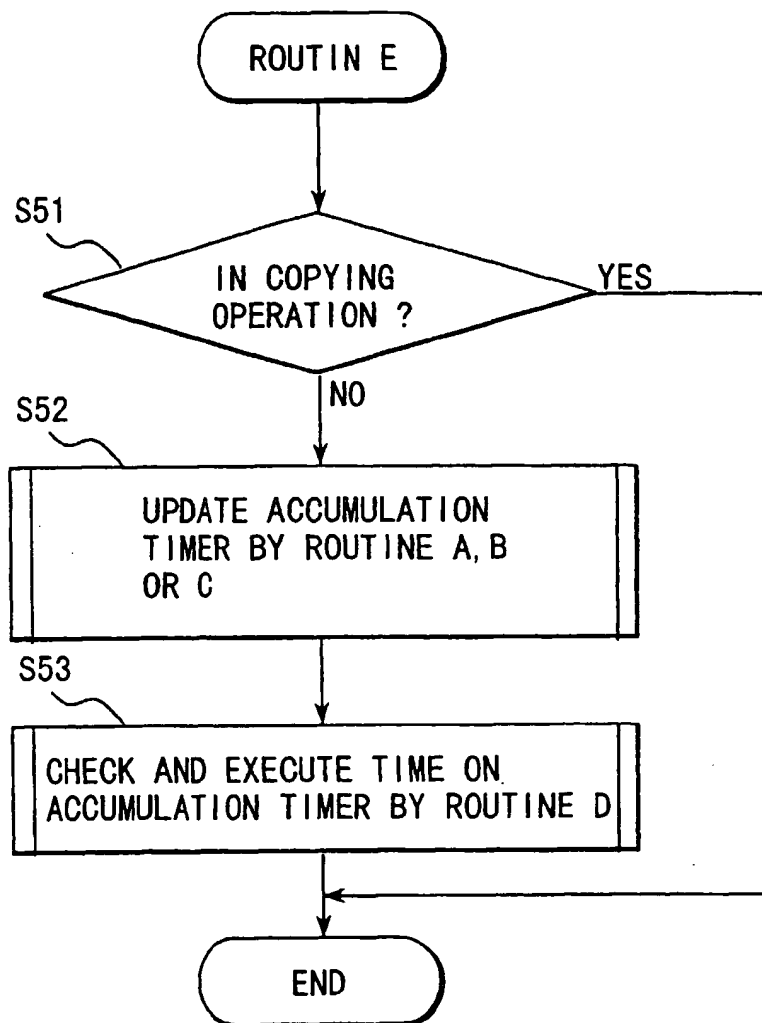 ROUTIN E
S51
IN COPYING
OPERATION ?
YES
NO
S52
UPDATE ACCUMULATION
TIMER BY ROUTINE A, B
OR C
S53
CHECK AND EXECUTE TIME ON
ACCUMULATION TIMER BY ROUTINE D
END